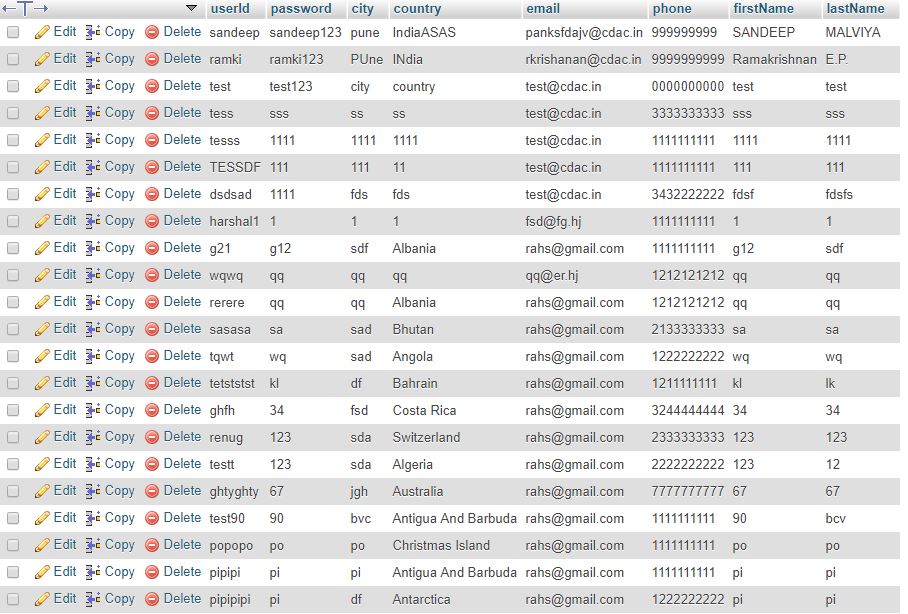 userId password city country email phone firstName lastName
Edit Copy Delete sandeep sandeep123 pune IndiaASAS panksfdajv@cdac.in 999999999 SANDEEP MALVIYA
Edit Copy Delete ramki ramki123 PUne INdia rkrishanan@cdac.in 9999999999 Ramakrishnan E.P.
Edit Copy Delete test test123 city country test@cdac.in 0000000000 test test
Edit Copy Delete tess sss ss ss test@cdac.in 3333333333 sss sss
Edit Copy Delete tesss 1111 1111 1111 test@cdac.in 1111111111 1111 1111
Edit Copy Delete TESSDF 111 111 11 test@cdac.in 1111111111 111 111
Edit Copy Delete dsdsad 1111 fds fds test@cdac.in 3432222222 fdsf fdsfs
Edit Copy Delete harshal1 1 1 1 fsd@fg.hj 1111111111 1 1
Edit Copy Delete g21 g12 sdf Albania rahs@gmail.com 1111111111 g12 sdf
Edit Copy Delete wqwq qq qq qq qq@er.hj 1212121212 qq qq
Edit Copy Delete rerere qq qq Albania rahs@gmail.com 1212121212 qq qq
Edit Copy Delete sasasa sa sad Bhutan rahs@gmail.com 2133333333 sa sa
Edit Copy Delete tqwt wq sad Angola rahs@gmail.com 1222222222 wq wq
Edit Copy Delete tetststst kl df Bahrain rahs@gmail.com 1211111111 kl lk
Edit Copy Delete ghfh 34 fsd Costa Rica rahs@gmail.com 3244444444 34 34
Edit Copy Delete renug 123 sda Switzerland rahs@gmail.com 2333333333 123 123
Edit Copy Delete testt 123 sda Algeria rahs@gmail.com 2222222222 123 12
Edit Copy Delete ghtyghty 67 jgh Australia rahs@gmail.com 7777777777 67 67
Edit Copy Delete test90 90 bvc Antigua And Barbuda rahs@gmail.com 1111111111 90 bcv
Edit Copy Delete popopo po po Christmas Island rahs@gmail.com 1111111111 po po
Edit Copy Delete pipipi pi pi Antigua And Barbuda rahs@gmail.com 1111111111 pi pi
Edit Copy Delete pipipipi pi df Antarctica rahs@gmail.com 1222222222 pi pi